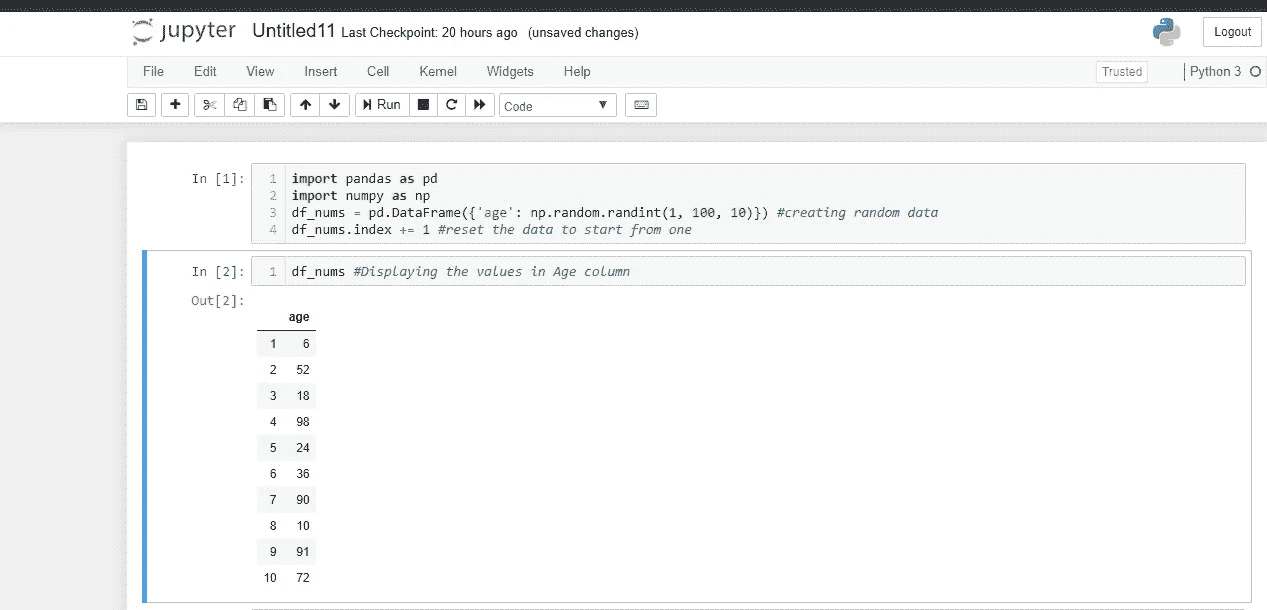 jupyter Untitled11 Last Checkpoint: 20 hours ago (unsaved changes) Logout
File Edit View Insert Cell Kernel Widgets Help Trusted Python 3
Run Code
In [1]: 1 import pandas as pd
2 import numpy as np
3 df_nums = pd.DataFrame({'age': np.random.randint(1, 100, 10)}) #creating random data
4 df_nums.index += 1 #reset the data to start from one
In [2]: 1 df_nums #Displaying the values in Age column
Out[2]:
age
1 6
2 52
3 18
4 98
5 24
6 36
7 90
8 10
9 91
10 72